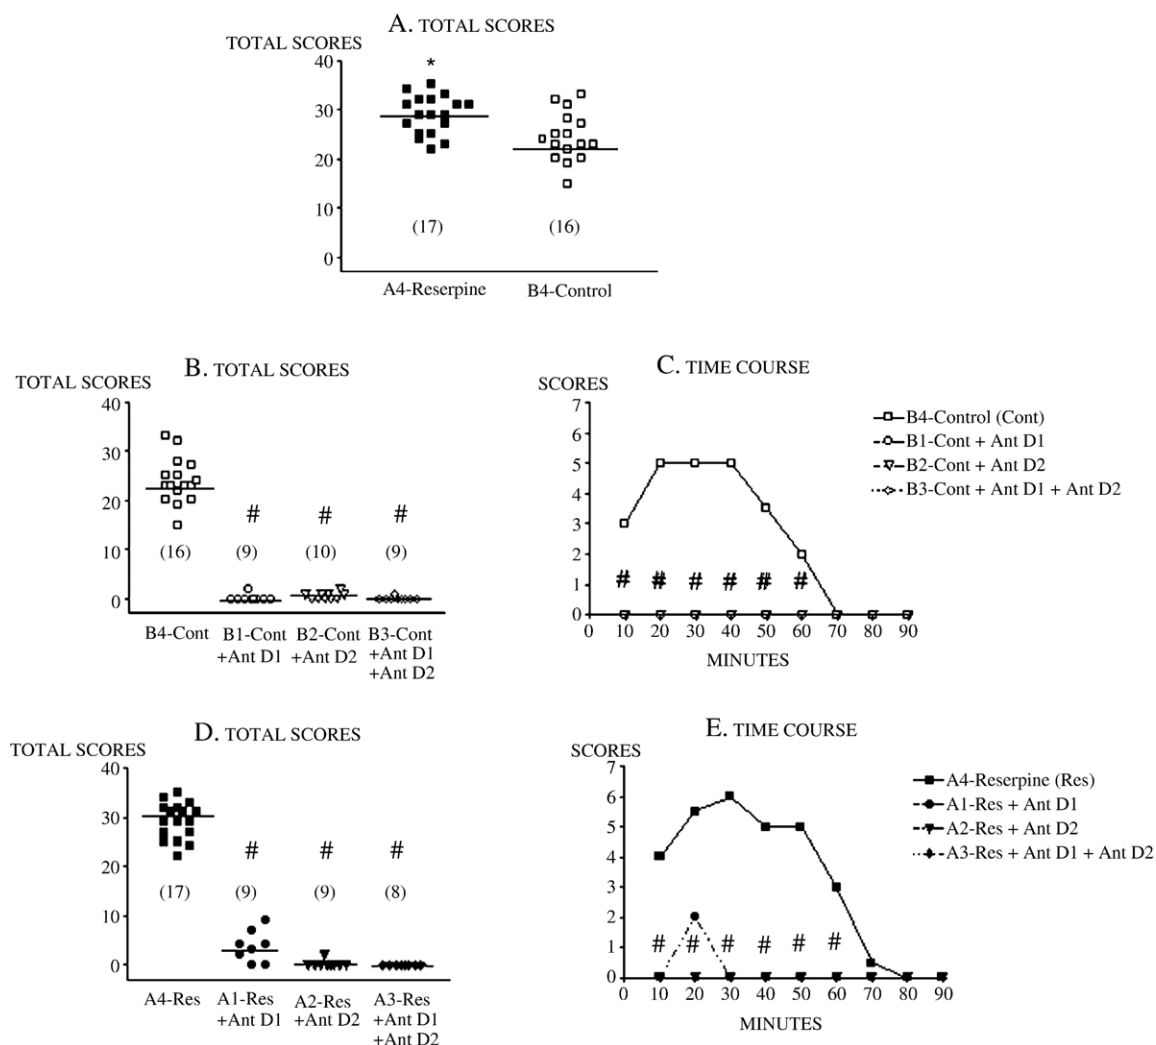 A. TOTAL SCORES
TOTAL SCORES
40
*
30
20
10
(17) (16)
0
A4-Reserpine B4-Control
B. TOTAL SCORES
TOTAL SCORES
40
30
20
# # #
10
(16) (9) (10) (9)
0
B4-Cont B1-Cont B2-Cont B3-Cont
+Ant D1 +Ant D2 +Ant D1
+Ant D2
C. TIME COURSE
SCORES
7
6
5
4
3
2
1
0
# # # # # #
0 10 20 30 40 50 60 70 80 90
MINUTES
B4-Control (Cont)
B1-Cont + Ant D1
B2-Cont + Ant D2
B3-Cont + Ant D1 + Ant D2
D. TOTAL SCORES
TOTAL SCORES
40
30
20
# # #
(17) (9) (9) (8)
10
0
A4-Res A1-Res A2-Res A3-Res
+Ant D1 +Ant D2 +Ant D1
+Ant D2
E. TIME COURSE
SCORES
7
6
5
4
3
2
1
0
# # # # # #
0 10 20 30 40 50 60 70 80 90
MINUTES
A4-Reserpine (Res)
A1-Res + Ant D1
A2-Res + Ant D2
A3-Res + Ant D1 + Ant D2